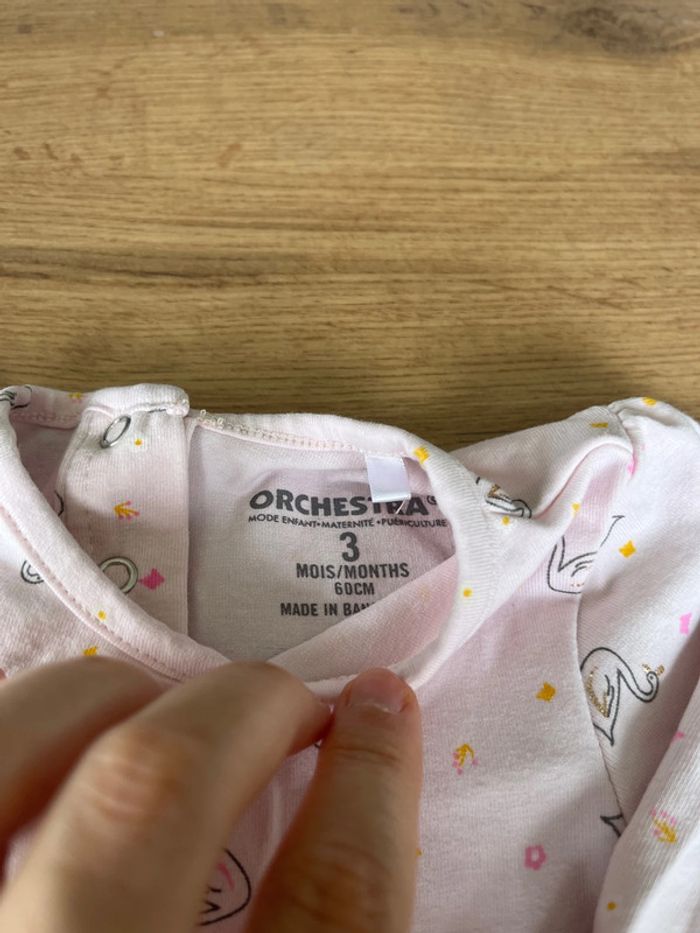 ORCHESTRA
MODE ENFANT•MATERNITÉ•PUÉRICULTURE
3
MOIS/MONTHS
60CM
MADE IN